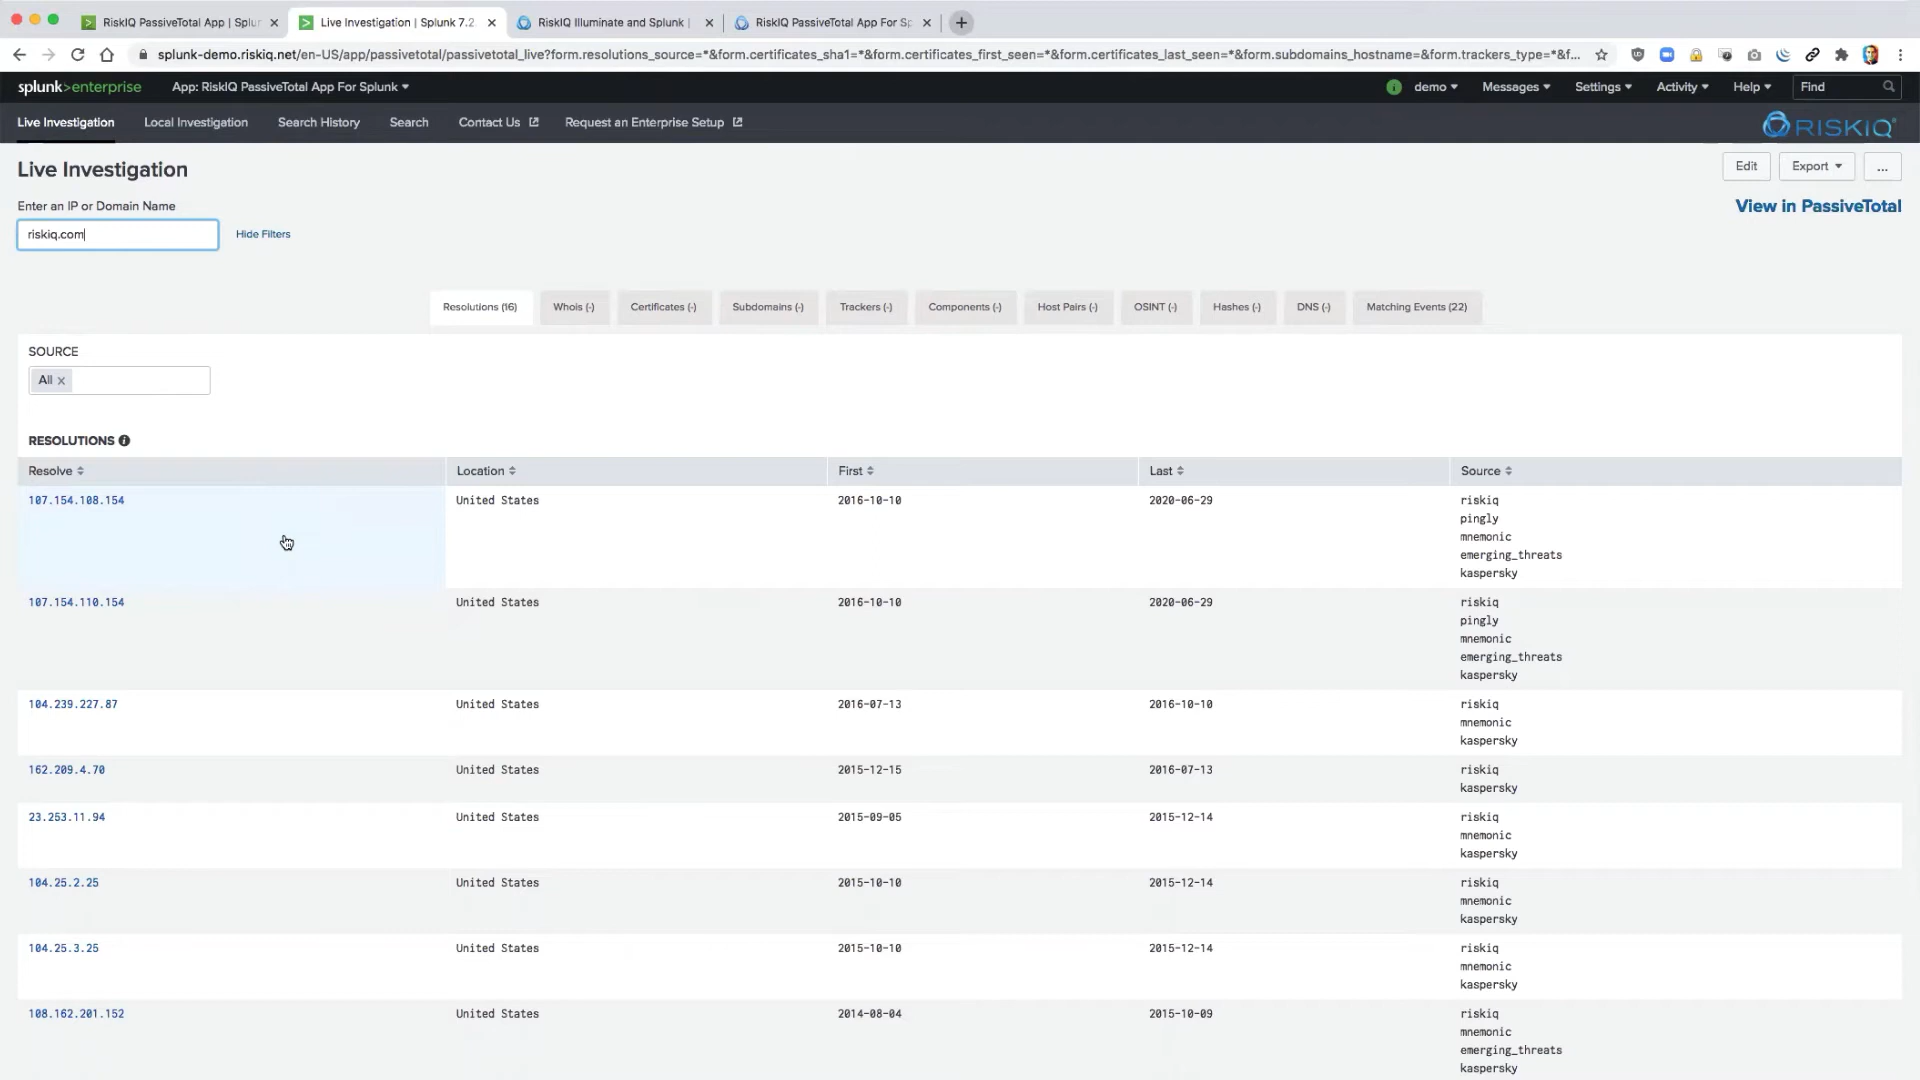 RiskIQ PassiveTotal App | Splun
Live Investigation | Splunk 7.2
RiskIQ Illuminate and Splunk |
RiskIQ PassiveTotal App For Sp
splunk-demo.riskiq.net/en-US/app/passivetotal/passivetotal_live?form.resolutions_source=*&form.certificates_sha1=*&form.certificates_first_seen=*&form.certificates_last_seen=*&form.subdomains_hostname=&form.trackers_type=*&f...
splunk>enterprise App: RiskIQ PassiveTotal App For Splunk
demo Messages Settings Activity Help Find
Live Investigation Local Investigation Search History Search Contact Us Request an Enterprise Setup
RISKIQ
Live Investigation
Edit Export ...
Enter an IP or Domain Name
View in PassiveTotal
riskiq.com Hide Filters
Resolutions (16) Whois (-) Certificates (-) Subdomains (-) Trackers (-) Components (-) Host Pairs (-) OSINT (-) Hashes (-) DNS (-) Matching Events (22)
SOURCE
All x
RESOLUTIONS
Resolve Location First Last Source
107.154.108.154 United States 2016-10-10 2020-06-29 riskiq
pingly
mnemonic
emerging_threats
kaspersky
107.154.110.154 United States 2016-10-10 2020-06-29 riskiq
pingly
mnemonic
emerging_threats
kaspersky
104.239.227.87 United States 2016-07-13 2016-10-10 riskiq
mnemonic
kaspersky
162.209.4.70 United States 2015-12-15 2016-07-13 riskiq
kaspersky
23.253.11.94 United States 2015-09-05 2015-12-14 riskiq
mnemonic
kaspersky
104.25.2.25 United States 2015-10-10 2015-12-14 riskiq
mnemonic
kaspersky
104.25.3.25 United States 2015-10-10 2015-12-14 riskiq
mnemonic
kaspersky
108.162.201.152 United States 2014-08-04 2015-10-09 riskiq
mnemonic
emerging_threats
kaspersky